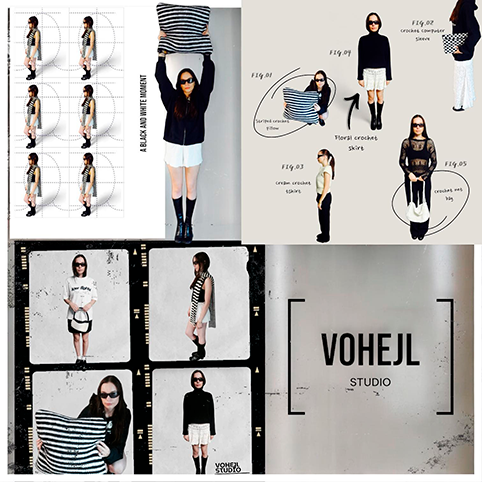 A BLACK AND WHITE MOMENT
FIG.01
Striped crochet
pillow
FIG.04
Floral crochet
skirt
FIG.02
crochet computer
sleeve
FIG.03
cream crochet
tshirt
FIG.05
crochet net
bag
VOHEJL
STUDIO
VOHEJL
STUDIO